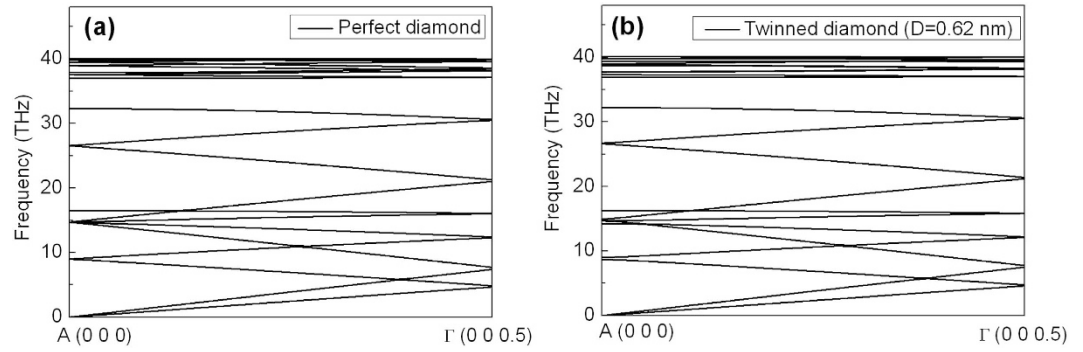 (a)
Perfect diamond
Frequency (THz)
40
30
20
10
0
A (0 0 0)
Γ (0 0 0.5)
(b)
Twinned diamond (D=0.62 nm)
Frequency (THz)
40
30
20
10
0
A (0 0 0)
Γ (0 0 0.5)